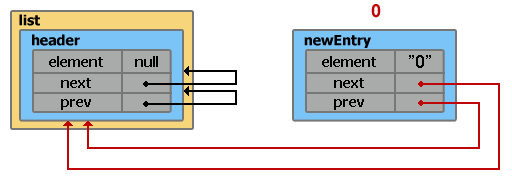 0
list
header
element null
next
prev
newEntry
element "0"
next
prev